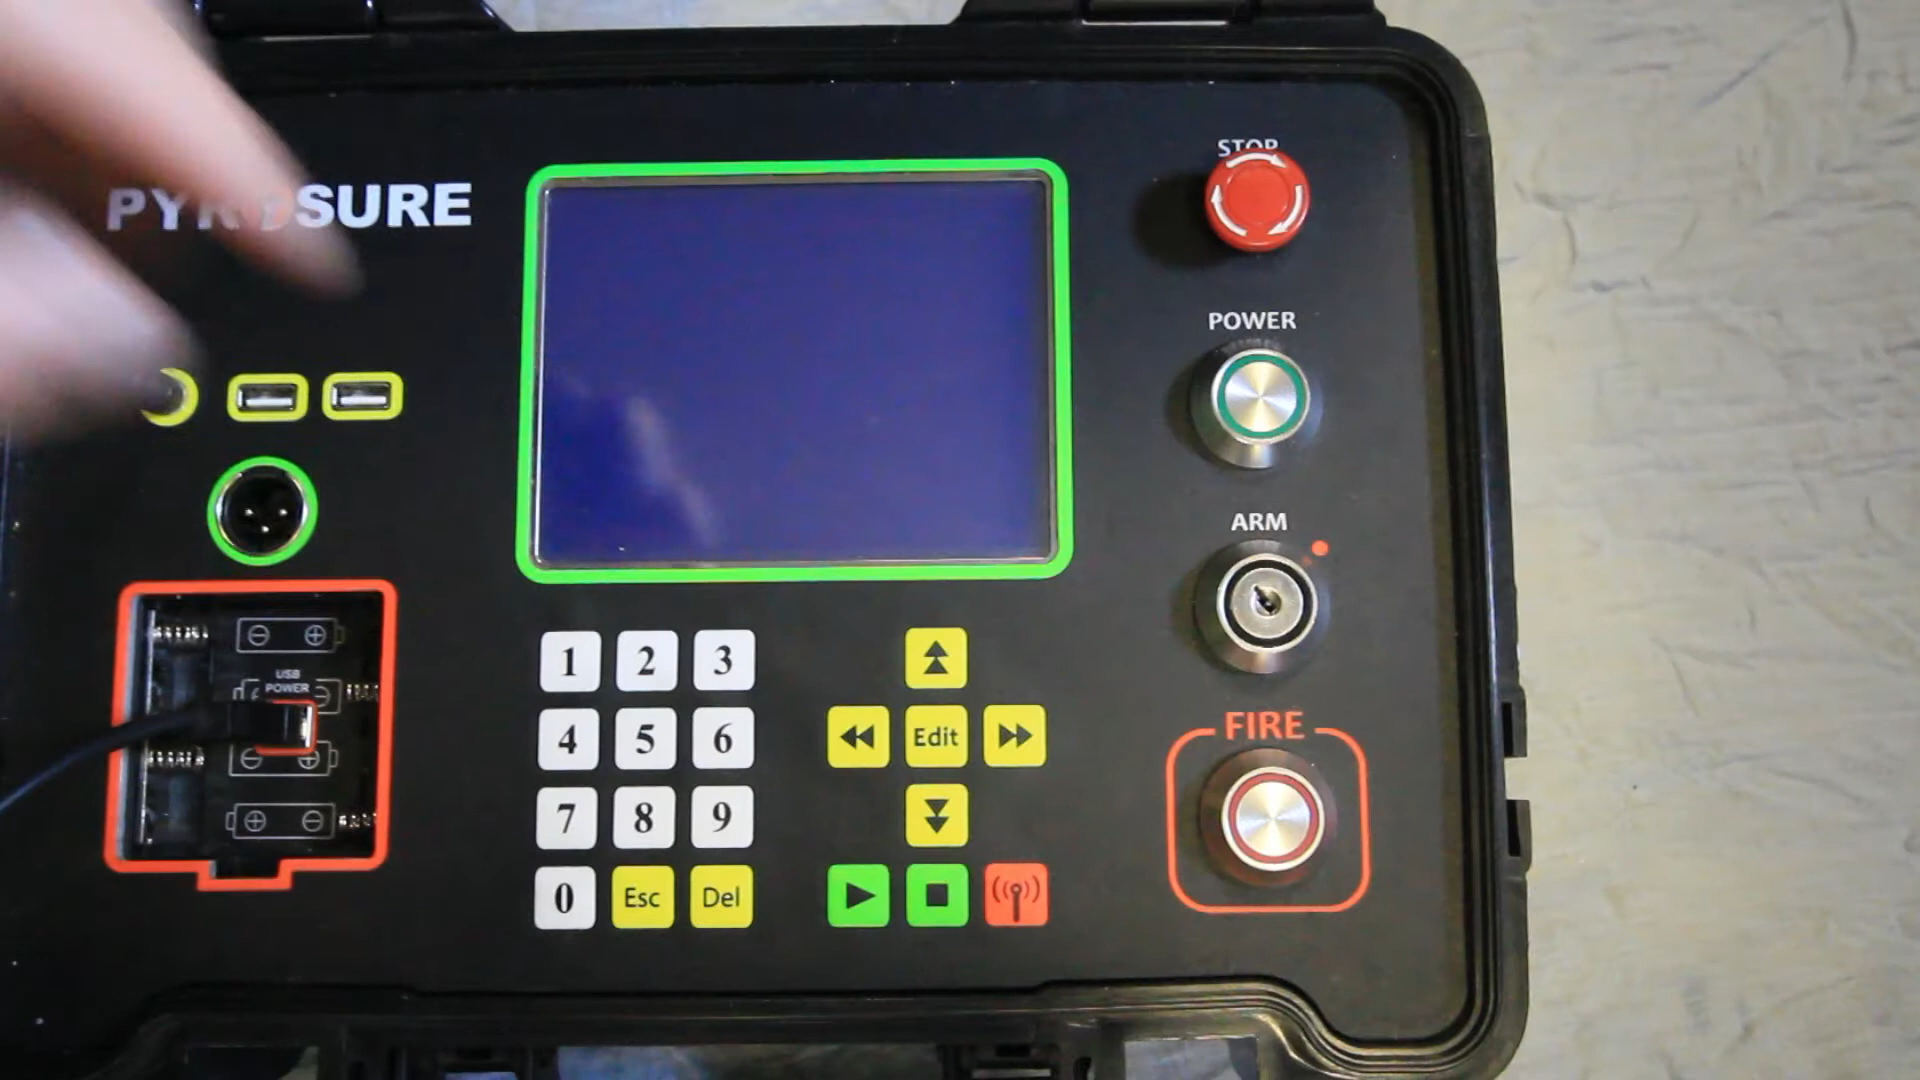 PYROSURE
STOP
POWER
ARM
FIRE
USB
POWER
1 2 3
4 5 6
7 8 9
0 Esc Del
Edit